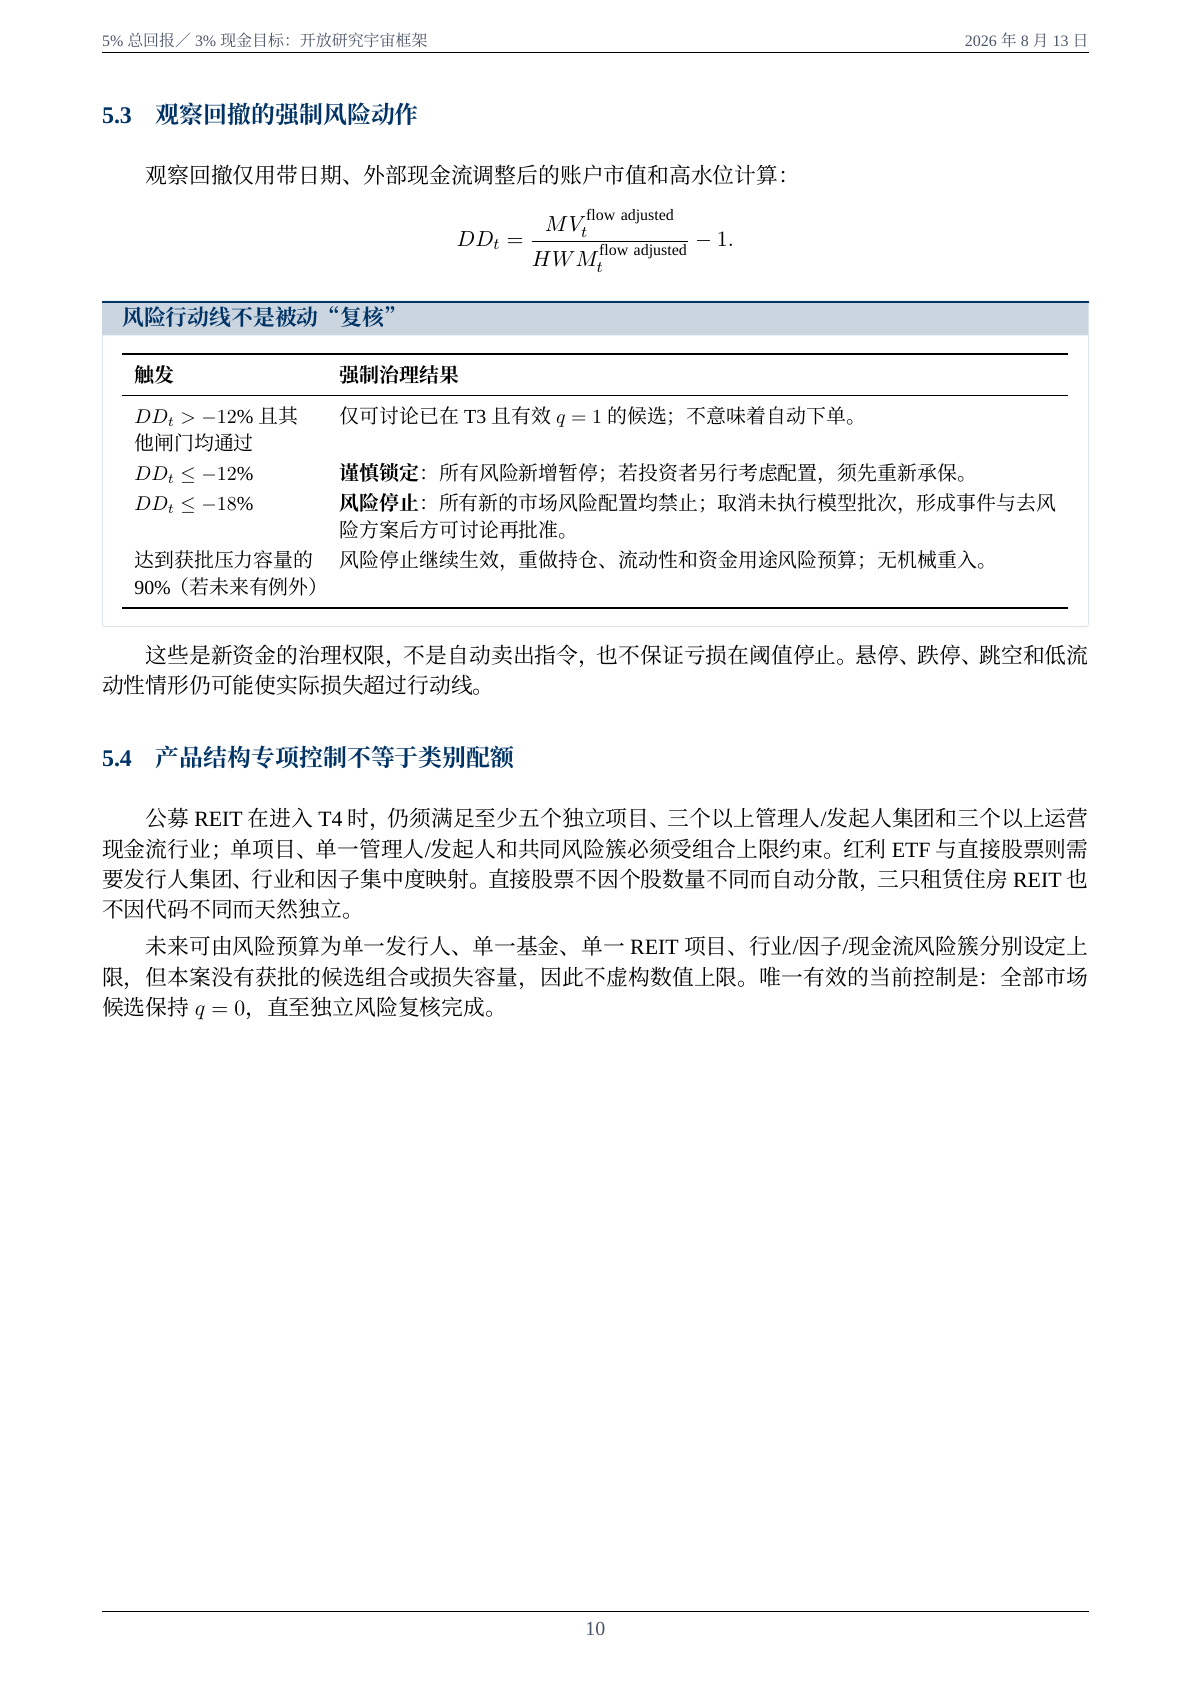 5% 总回报／ 3% 现金目标：开放研究宇宙框架
2026 年 8 月 13 日
5.3 观察回撤的强制风险动作
观察回撤仅用带日期、外部现金流调整后的账户市值和高水位计算：
DD_t = MV_t^{flow adjusted} / HWM_t^{flow adjusted} − 1.
风险行动线不是被动“复核”
触发 强制治理结果
DD_t > −12% 且其 仅可讨论已在 T3 且有效 q = 1 的候选；不意味着自动下单。
他闸门均通过
DD_t ≤ −12% 谨慎锁定：所有风险新增暂停；若投资者另行考虑配置，须先重新承保。
DD_t ≤ −18% 风险停止：所有新的市场风险配置均禁止；取消未执行模型批次，形成事件与去风
险方案后方可讨论再批准。
达到获批压力容量的 风险停止继续生效，重做持仓、流动性和资金用途风险预算；无机械重入。
90%（若未来有例外）
这些是新资金的治理权限，不是自动卖出指令，也不保证亏损在阈值停止。悬停、跌停、跳空和低流
动性情形仍可能使实际损失超过行动线。
5.4 产品结构专项控制不等于类别配额
公募 REIT 在进入 T4 时，仍须满足至少五个独立项目、三个以上管理人/发起人集团和三个以上运营
现金流行业；单项目、单一管理人/发起人和共同风险簇必须受组合上限约束。红利 ETF 与直接股票则需
要发行人集团、行业和因子集中度映射。直接股票不因个股数量不同而自动分散，三只租赁住房 REIT 也
不因代码不同而天然独立。
未来可由风险预算为单一发行人、单一基金、单一 REIT 项目、行业/因子/现金流风险簇分别设定上
限，但本案没有获批的候选组合或损失容量，因此不虚构数值上限。唯一有效的当前控制是：全部市场
候选保持 q = 0，直至独立风险复核完成。
10